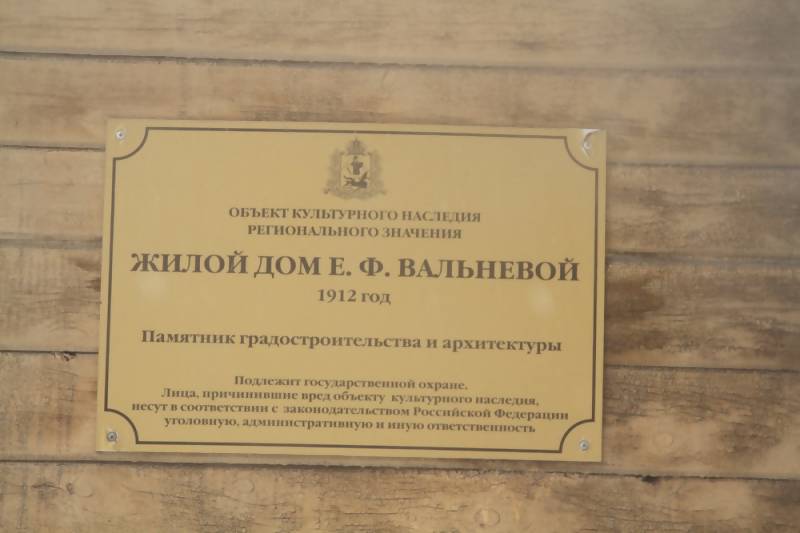 ОБЪЕКТ КУЛЬТУРНОГО НАСЛЕДИЯ
РЕГИОНАЛЬНОГО ЗНАЧЕНИЯ
ЖИЛОЙ ДОМ Е. Ф. ВАЛЬНЕВОЙ
1912 год
Памятник градостроительства и архитектуры
Подлежит государственной охране.
Лица, причинившие вред объекту культурного наследия,
несут в соответствии с законодательством Российской Федерации
уголовную, административную и иную ответственность